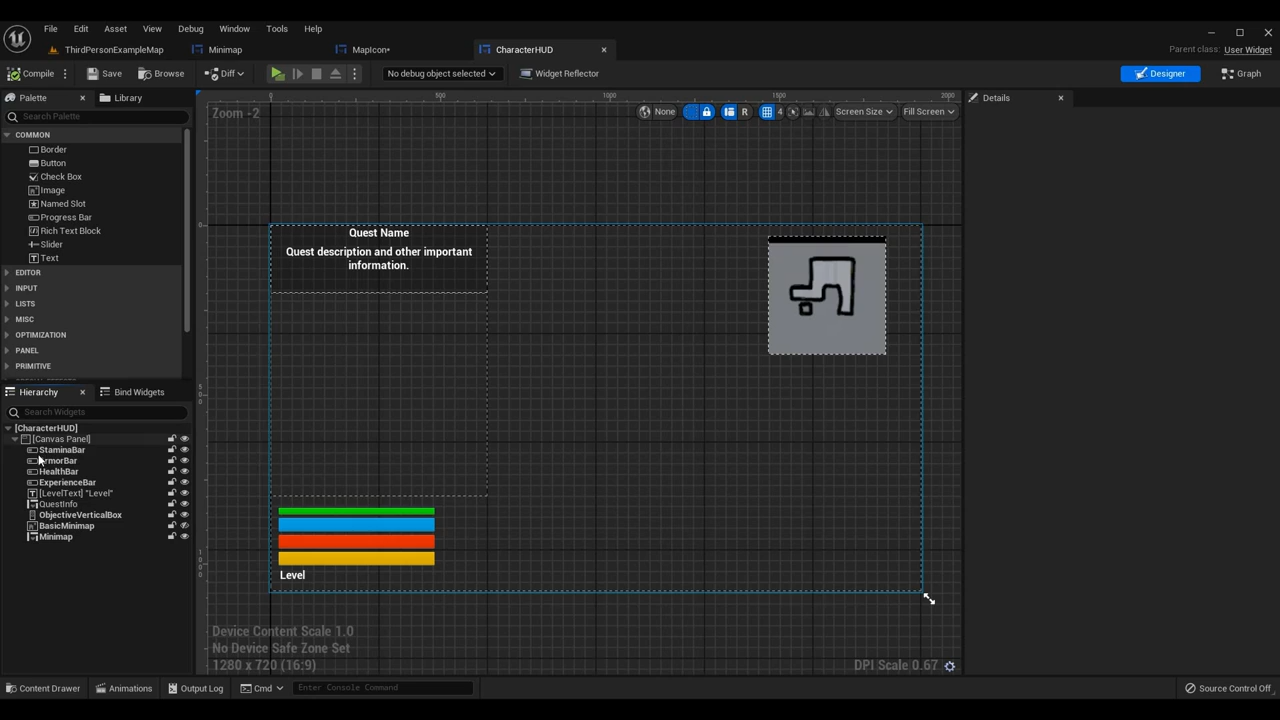 File Edit Asset View Debug Window Tools Help
ThirdPersonExampleMap Minimap MapIcon• CharacterHUD
Parent class: User Widget
Compile Save Browse Diff No debug object selected Widget Reflector Designer Graph
Palette Library Details
Search Palette
Zoom -2
0 500 1000 1500 2000
None R 4 Screen Size Fill Screen
COMMON
Border
Button
Check Box
Image
Named Slot
Progress Bar
Rich Text Block
Slider
Text
EDITOR
INPUT
LISTS
MISC
OPTIMIZATION
PANEL
PRIMITIVE
Quest Name
Quest description and other important
information.
Hierarchy Bind Widgets
Search Widgets
[CharacterHUD]
[Canvas Panel]
StaminaBar
rmorBar
HealthBar
ExperienceBar
[LevelText] "Level"
QuestInfo
ObjectiveVerticalBox
BasicMinimap
Minimap
Level
Device Content Scale 1.0
No Device Safe Zone Set
1280 x 720 (16:9)
DPI Scale 0.67
Content Drawer Animations Output Log Cmd Enter Console Command Source Control Off